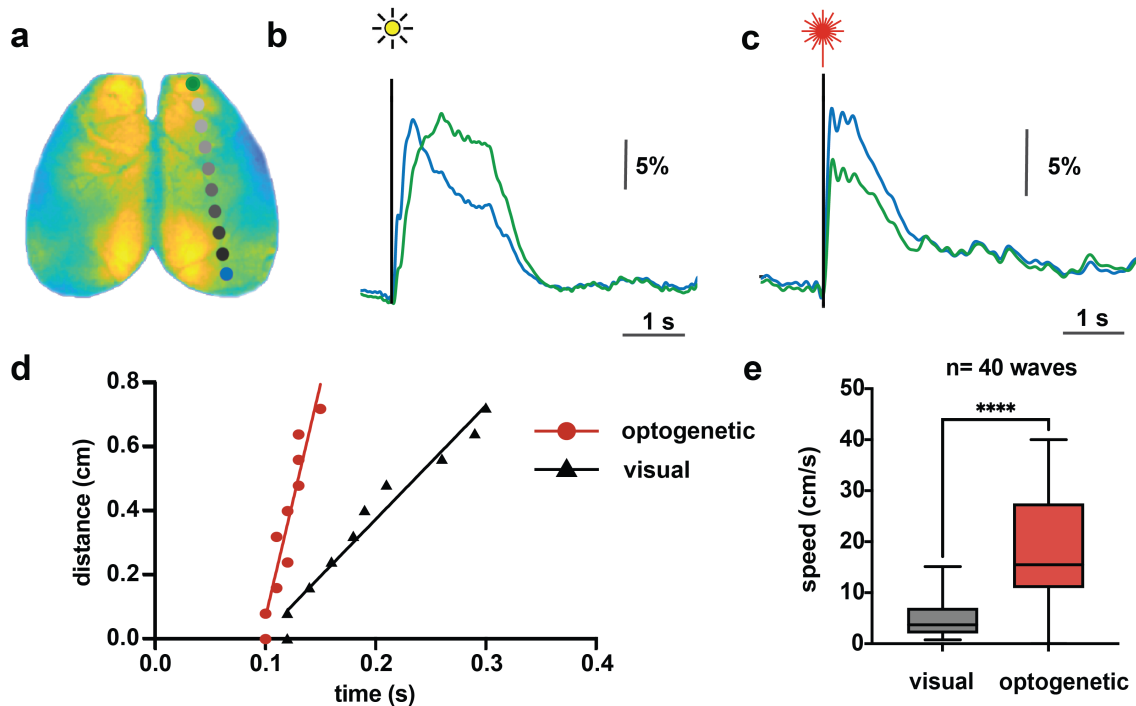 a
b
c
5%
5%
1 s
1 s
d
0.8
0.6
0.4
0.2
0.0
0.0
0.1
0.2
0.3
0.4
distance (cm)
time (s)
optogenetic
visual
e
n= 40 waves
****
50
40
30
20
10
0
speed (cm/s)
visual
optogenetic